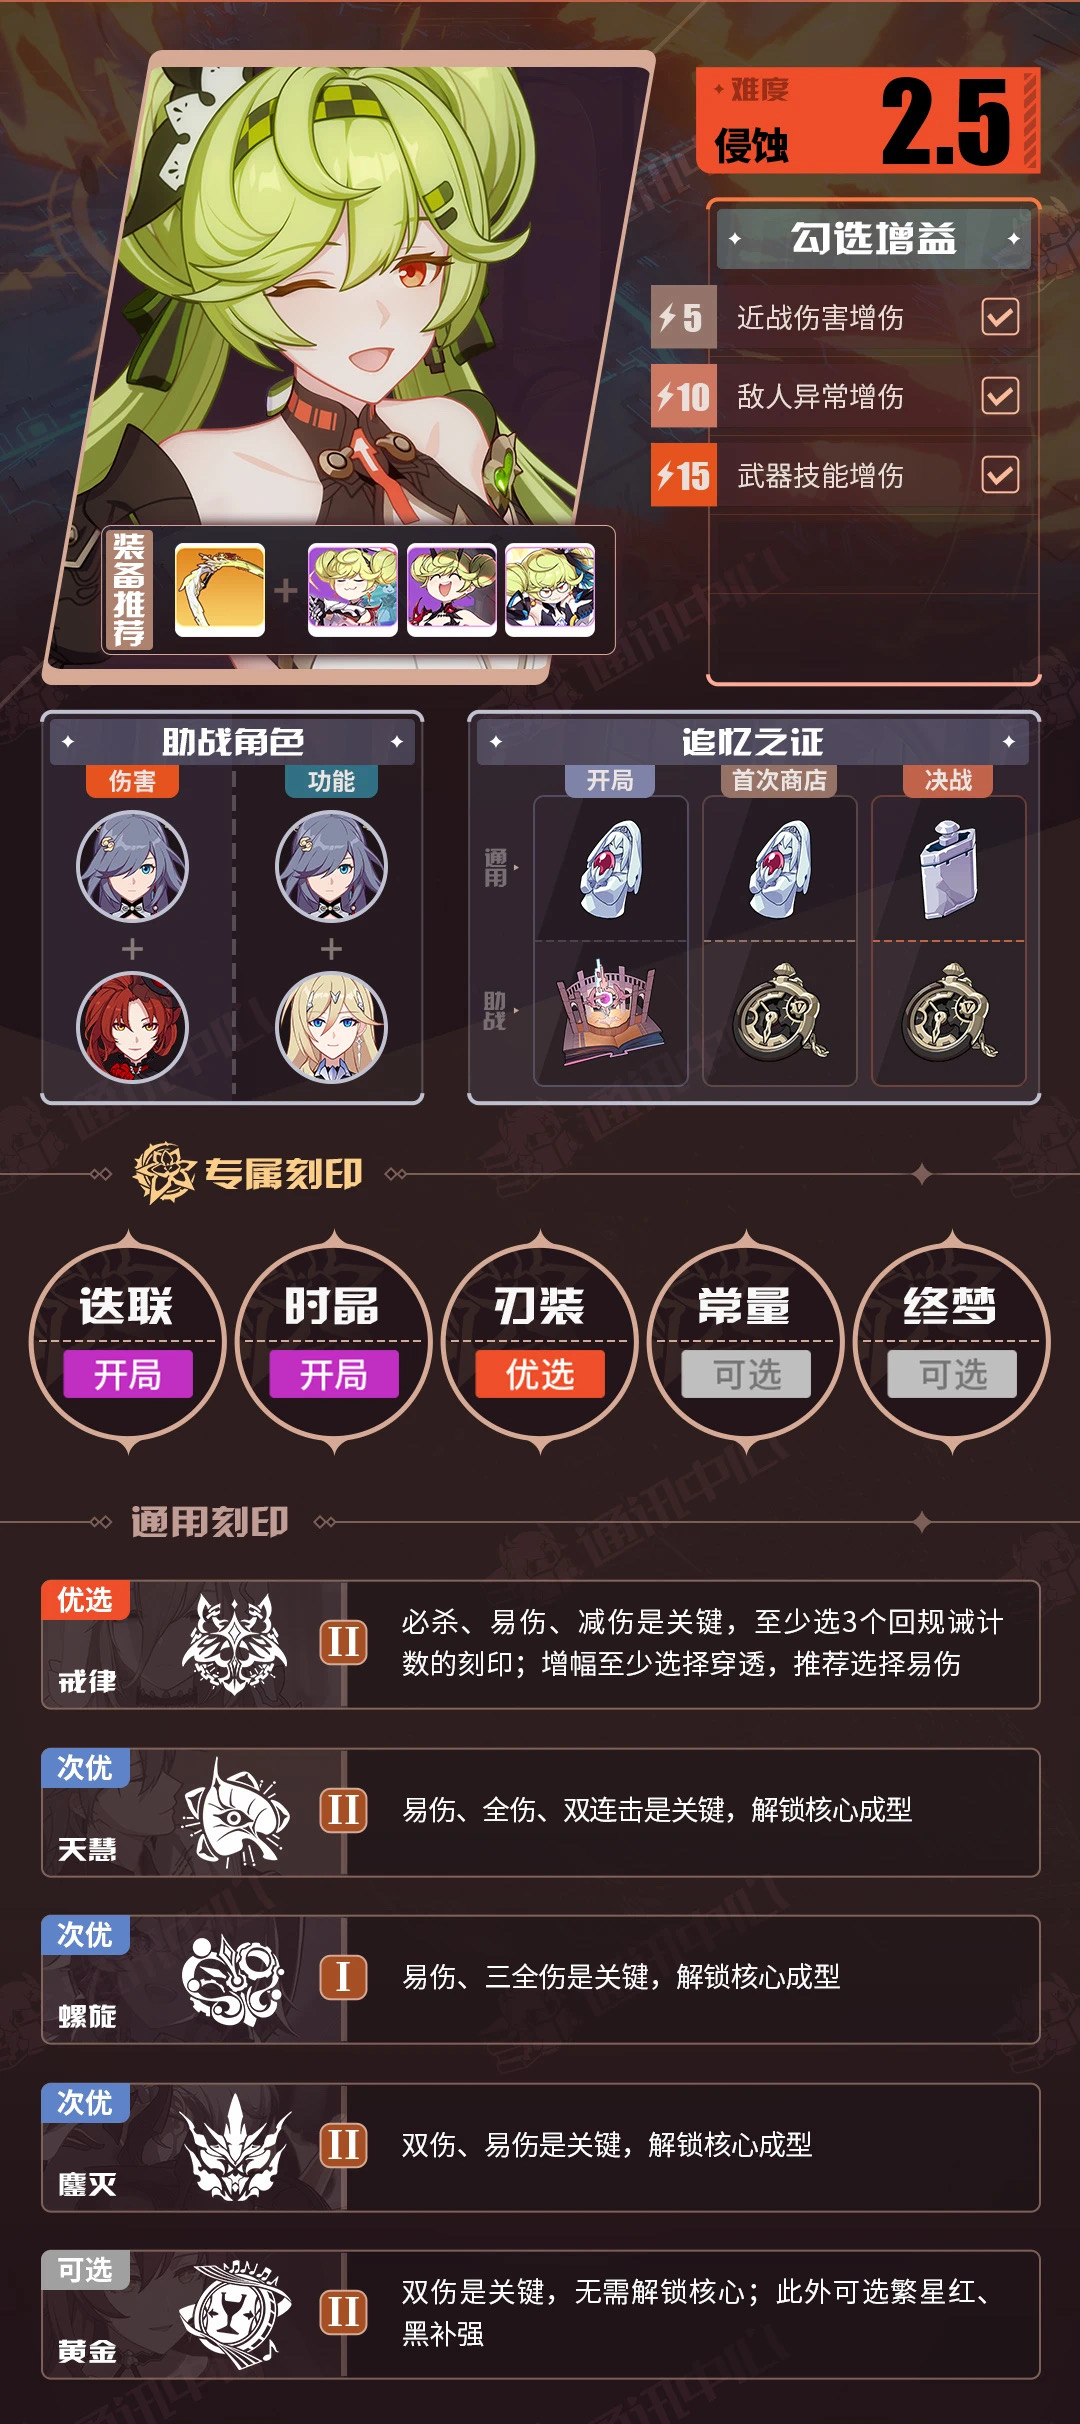 难度
侵蚀
2.5
勾选增益
5 近战伤害增伤
10 敌人异常增伤
15 武器技能增伤
装备推荐
助战角色
伤害
功能
追忆之证
开局
首次商店
决战
通用
助战
专属刻印
迭联
开局
时晶
开局
刃装
优选
常量
可选
终梦
可选
通用刻印
优选
戒律
II
必杀、易伤、减伤是关键，至少选3个回规诫计
数的刻印；增幅至少选择穿透，推荐选择易伤
次优
天慧
II
易伤、全伤、双连击是关键，解锁核心成型
次优
螺旋
I
易伤、三全伤是关键，解锁核心成型
次优
鏖灭
II
双伤、易伤是关键，解锁核心成型
可选
黄金
II
双伤是关键，无需解锁核心；此外可选繁星红、
黑补强
通讯中心